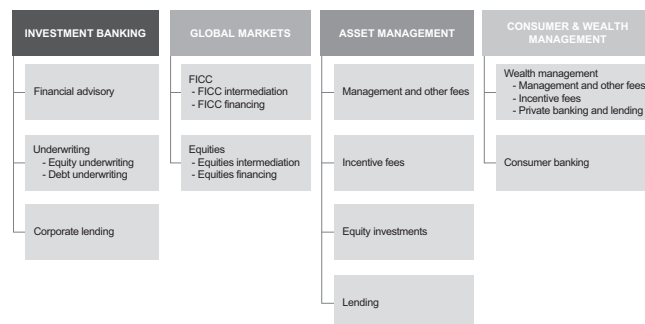 INVESTMENT BANKING
Financial advisory
Underwriting
- Equity underwriting
- Debt underwriting
Corporate lending
GLOBAL MARKETS
FICC
- FICC intermediation
- FICC financing
Equities
- Equities intermediation
- Equities financing
ASSET MANAGEMENT
Management and other fees
Incentive fees
Equity investments
Lending
CONSUMER & WEALTH
MANAGEMENT
Wealth management
- Management and other fees
- Incentive fees
- Private banking and lending
Consumer banking